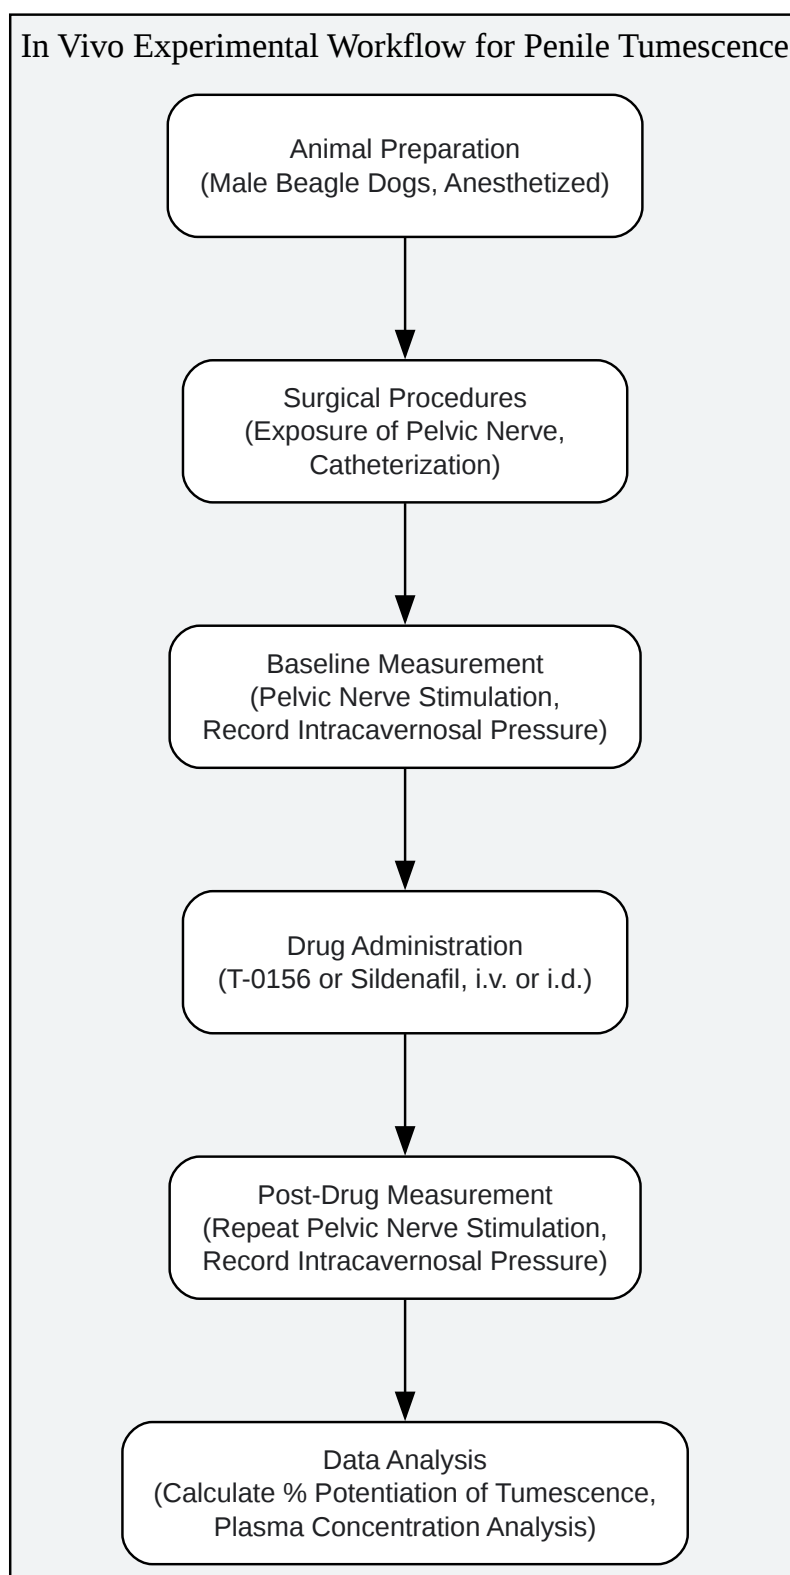 In Vivo Experimental Workflow for Penile Tumescence
Animal Preparation
(Male Beagle Dogs, Anesthetized)
Surgical Procedures
(Exposure of Pelvic Nerve,
Catheterization)
Baseline Measurement
(Pelvic Nerve Stimulation,
Record Intracavernosal Pressure)
Drug Administration
(T-0156 or Sildenafil, i.v. or i.d.)
Post-Drug Measurement
(Repeat Pelvic Nerve Stimulation,
Record Intracavernosal Pressure)
Data Analysis
(Calculate % Potentiation of Tumescence,
Plasma Concentration Analysis)